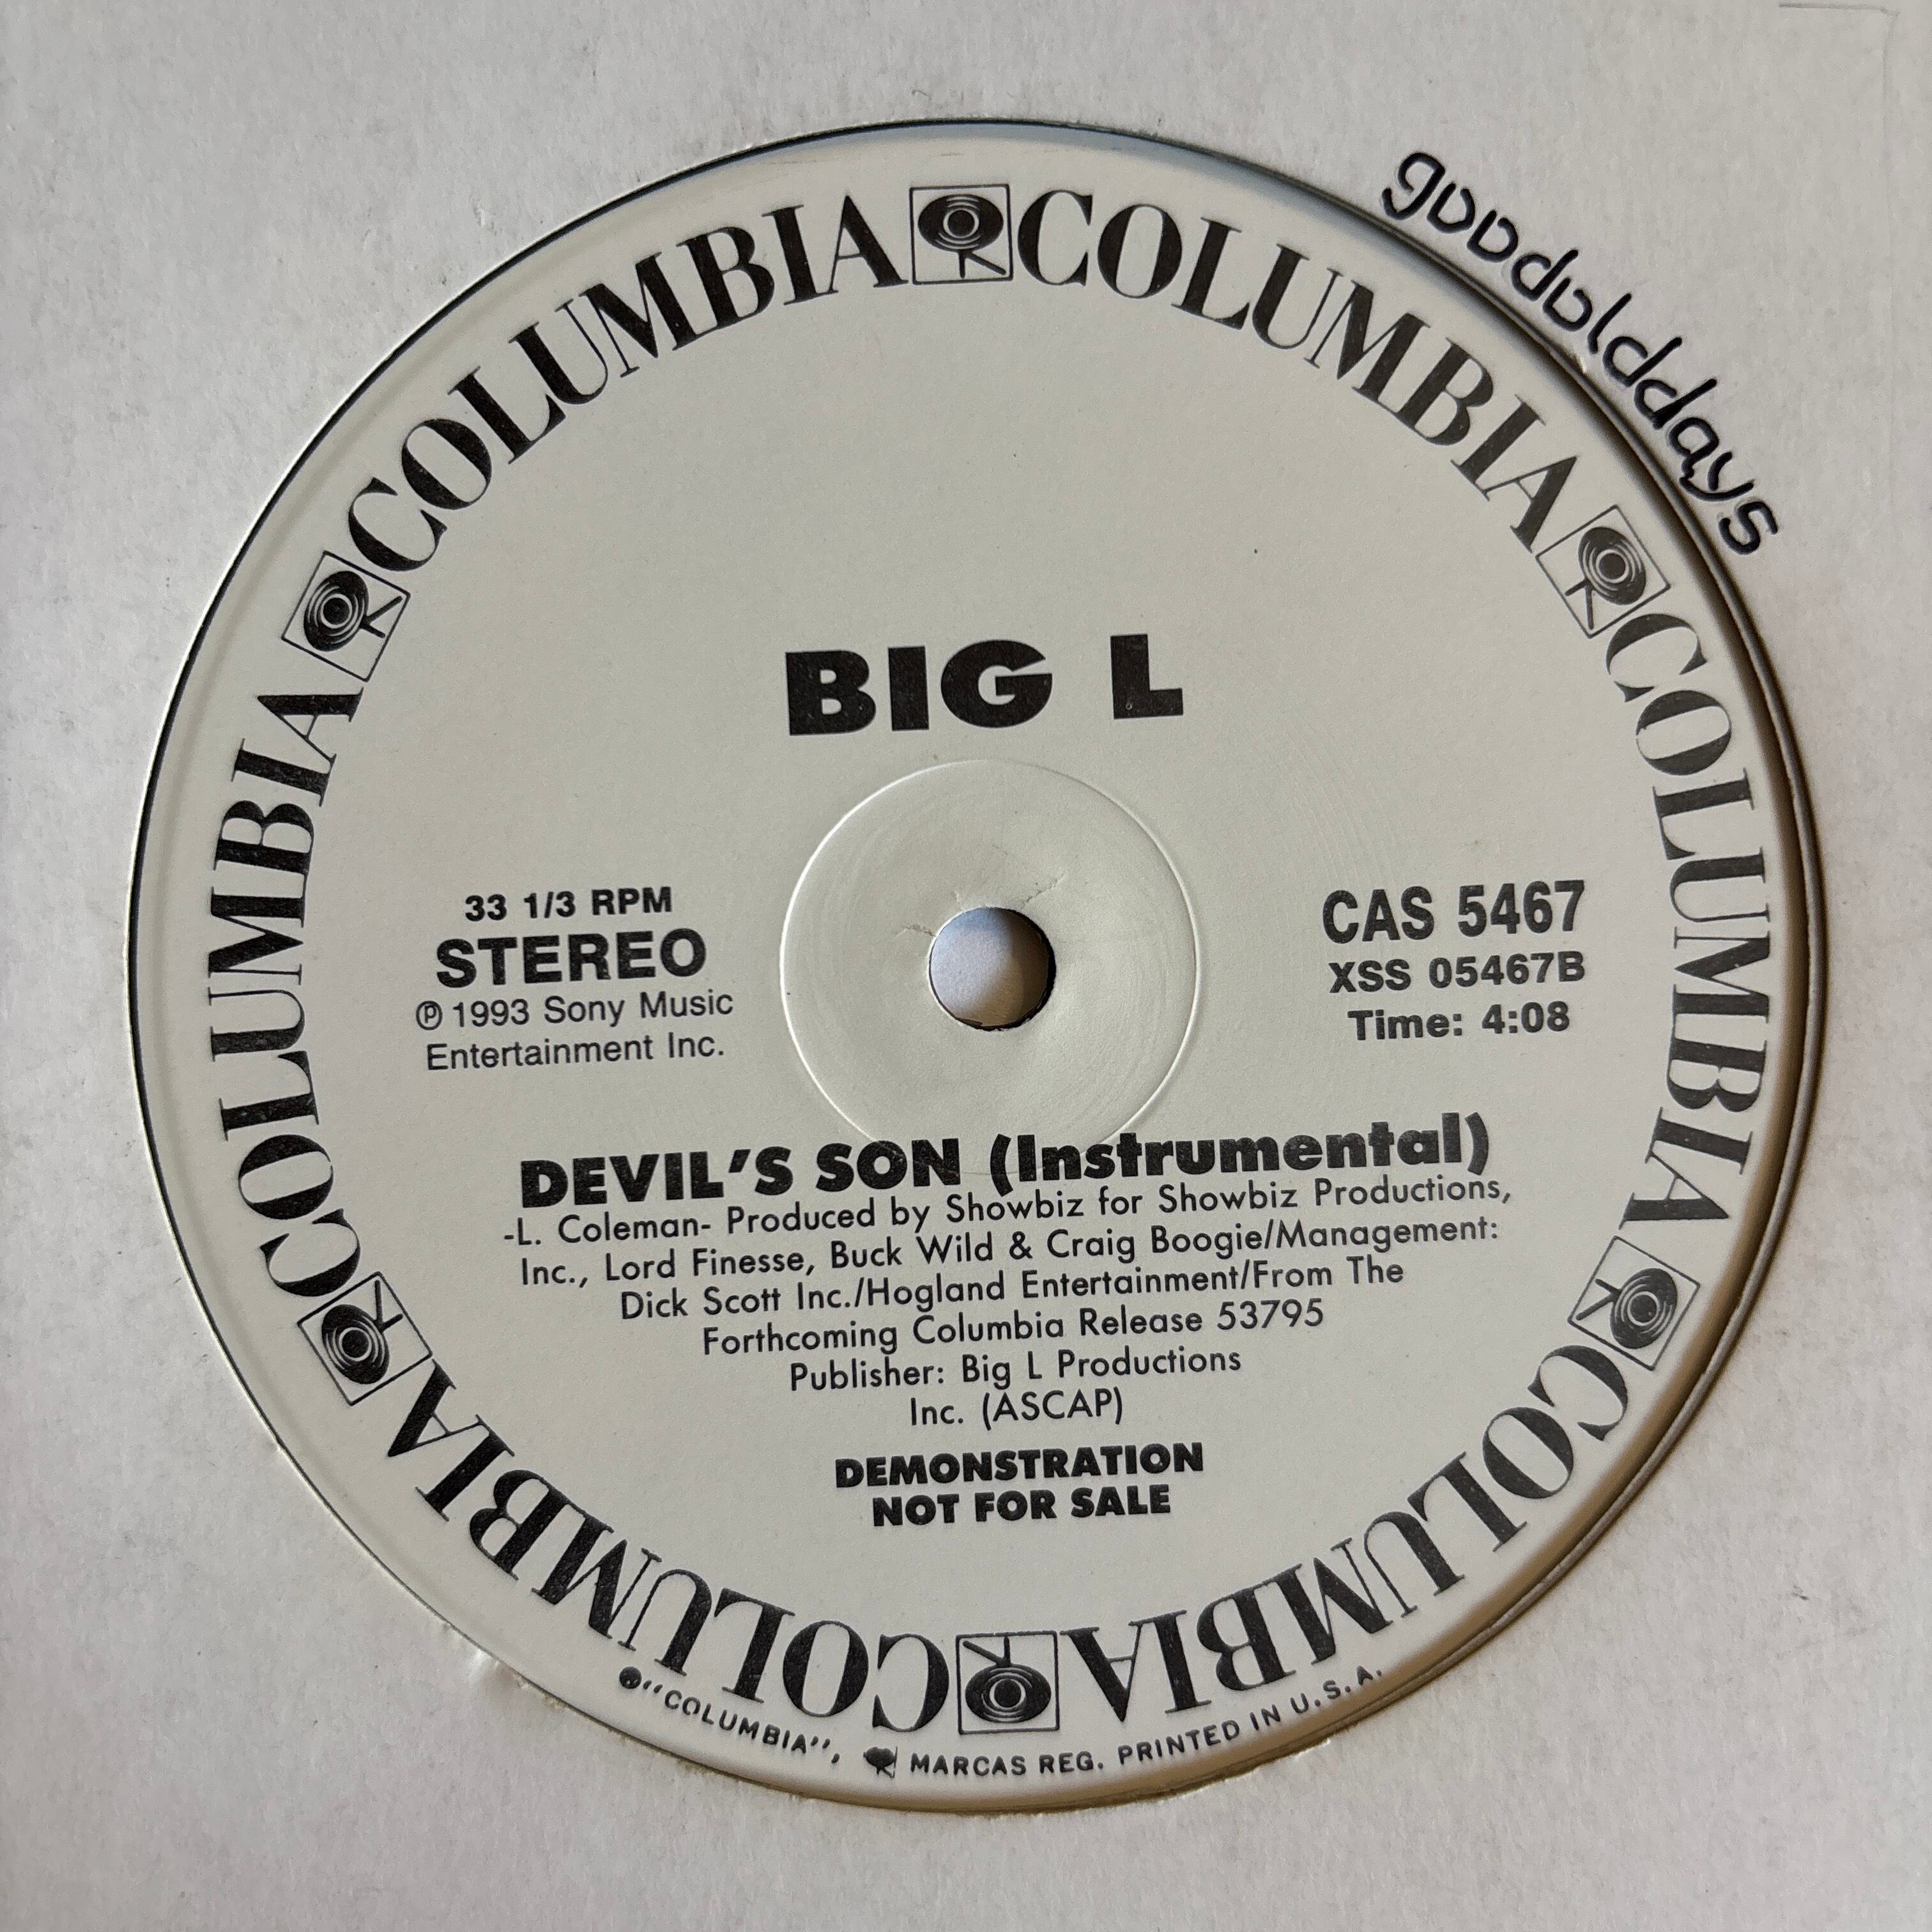 COLUMBIA COLUMBIA COLUMBIA COLUMBIA COLUMBIA COLUMBIA COLUMBIA
goodolddays
BIG L
33 1/3 RPM
STEREO
℗ 1993 Sony Music
Entertainment Inc.
CAS 5467
XSS 05467B
Time: 4:08
DEVIL'S SON (Instrumental)
-L. Coleman- Produced by Showbiz for Showbiz Productions,
Inc., Lord Finesse, Buck Wild & Craig Boogie/Management:
Dick Scott Inc./Hogland Entertainment/From The
Forthcoming Columbia Release 53795
Publisher: Big L Productions
Inc. (ASCAP)
DEMONSTRATION
NOT FOR SALE
"COLUMBIA", MARCAS REG. PRINTED IN U.S.A.